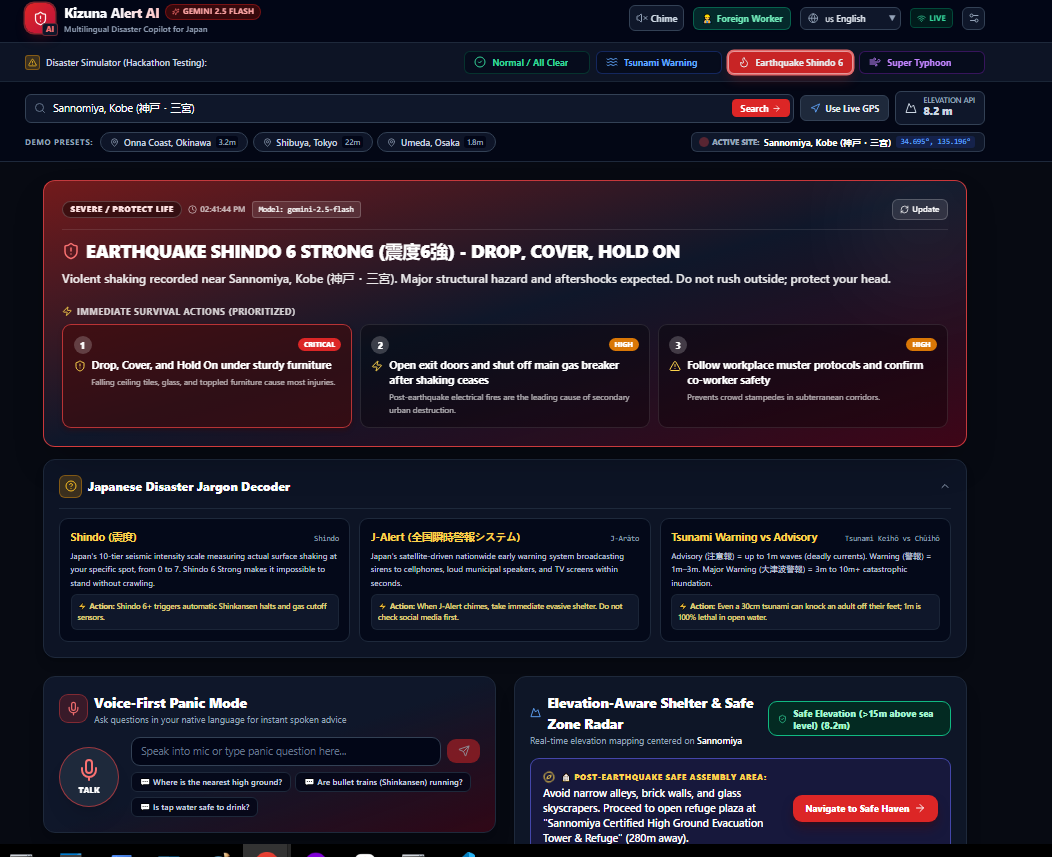 Kizuna Alert AI
GEMINI 2.5 FLASH
AI
Multilingual Disaster Copilot for Japan
Chime
Foreign Worker
us English
LIVE
Disaster Simulator (Hackathon Testing):
Normal / All Clear
Tsunami Warning
Earthquake Shindo 6
Super Typhoon
Sannomiya, Kobe (神戸・三宮)
Search →
Use Live GPS
ELEVATION API
8.2 m
DEMO PRESETS:
Onna Coast, Okinawa 3.2m
Shibuya, Tokyo 22m
Umeda, Osaka 1.8m
ACTIVE SITE: Sannomiya, Kobe (神戸・三宮) 34.695°, 135.196°
SEVERE / PROTECT LIFE
02:41:44 PM
Model: gemini-2.5-flash
Update
EARTHQUAKE SHINDO 6 STRONG (震度6強) - DROP, COVER, HOLD ON
Violent shaking recorded near Sannomiya, Kobe (神戸・三宮). Major structural hazard and aftershocks expected. Do not rush outside; protect your head.
IMMEDIATE SURVIVAL ACTIONS (PRIORITIZED)
1
CRITICAL
Drop, Cover, and Hold On under sturdy furniture
Falling ceiling tiles, glass, and toppled furniture cause most injuries.
2
HIGH
Open exit doors and shut off main gas breaker
after shaking ceases
Post-earthquake electrical fires are the leading cause of secondary
urban destruction.
3
HIGH
Follow workplace muster protocols and confirm
co-worker safety
Prevents crowd stampedes in subterranean corridors.
Japanese Disaster Jargon Decoder
Shindo (震度)
Shindo
Japan's 10-tier seismic intensity scale measuring actual surface shaking at
your specific spot, from 0 to 7. Shindo 6 Strong makes it impossible to
stand without crawling.
Action: Shindo 6+ triggers automatic Shinkansen halts and gas cutoff
sensors.
J-Alert (全国瞬時警報システム)
J-Arāto
Japan's satellite-driven nationwide early warning system broadcasting
sirens to cellphones, loud municipal speakers, and TV screens within
seconds.
Action: When J-Alert chimes, take immediate evasive shelter. Do not
check social media first.
Tsunami Warning vs Advisory
Tsunami Keihō vs Chūihō
Advisory (注意報) = up to 1m waves (deadly currents). Warning (警報) =
1m–3m. Major Warning (大津波警報) = 3m to 10m+ catastrophic
inundation.
Action: Even a 30cm tsunami can knock an adult off their feet; 1m is
100% lethal in open water.
Voice-First Panic Mode
Ask questions in your native language for instant spoken advice
TALK
Speak into mic or type panic question here...
Where is the nearest high ground?
Are bullet trains (Shinkansen) running?
Is tap water safe to drink?
Elevation-Aware Shelter & Safe
Zone Radar
Real-time elevation mapping centered on Sannomiya
Safe Elevation (>15m above sea
level) (8.2m)
POST-EARTHQUAKE SAFE ASSEMBLY AREA:
Avoid narrow alleys, brick walls, and glass
skyscrapers. Proceed to open refuge plaza at
"Sannomiya Certified High Ground Evacuation
Tower & Refuge" (280m away).
Navigate to Safe Haven →